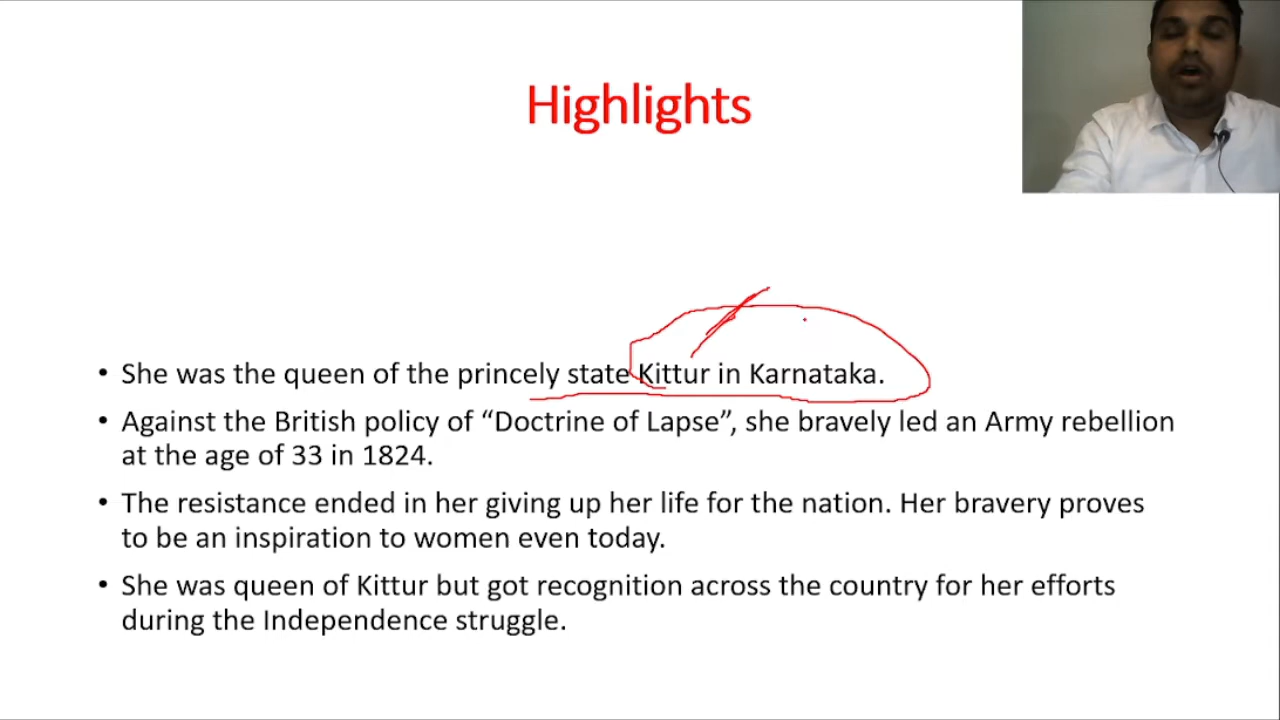 Highlights
• She was the queen of the princely state Kittur in Karnataka.
• Against the British policy of “Doctrine of Lapse”, she bravely led an Army rebellion
at the age of 33 in 1824.
• The resistance ended in her giving up her life for the nation. Her bravery proves
to be an inspiration to women even today.
• She was queen of Kittur but got recognition across the country for her efforts
during the Independence struggle.